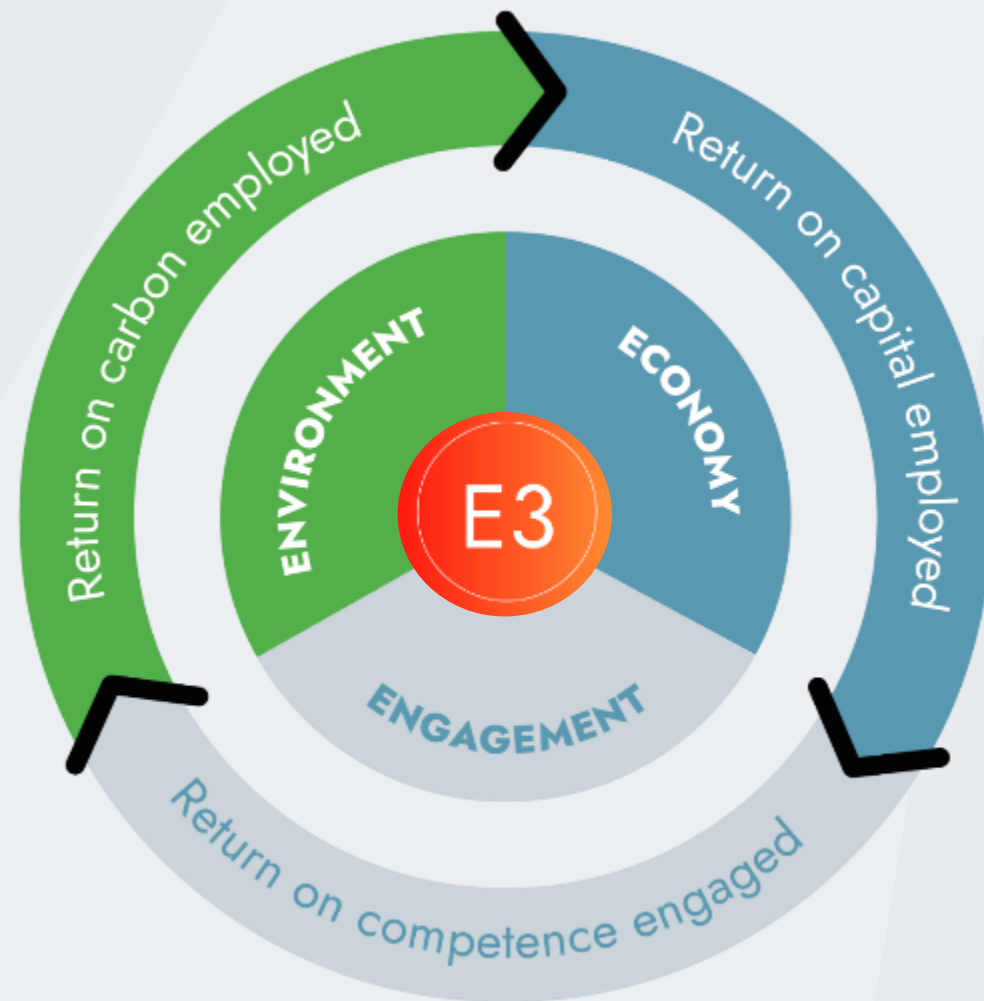 Return on carbon employed
Return on capital employed
ENVIRONMENT
ECONOMY
E3
ENGAGEMENT
Return on competence engaged